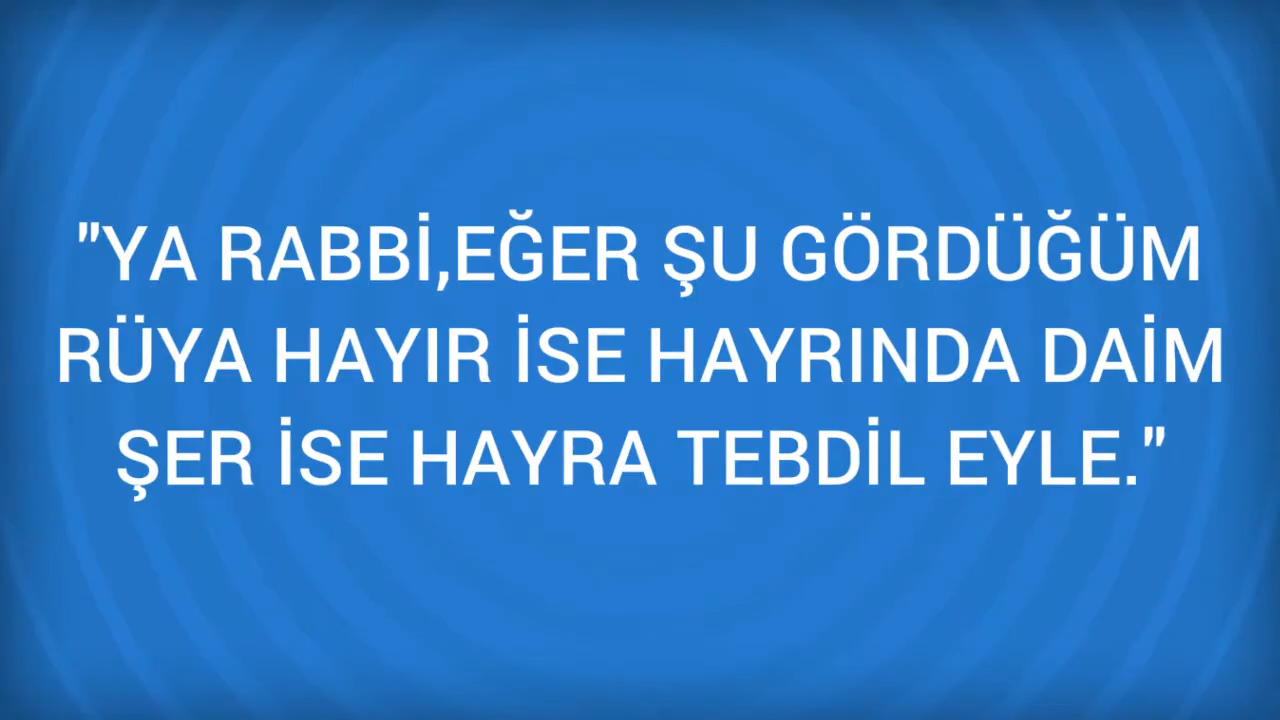 "YA RABBİ,EĞER ŞU GÖRDÜĞÜM
RÜYA HAYIR İSE HAYRINDA DAİM
ŞER İSE HAYRA TEBDİL EYLE."